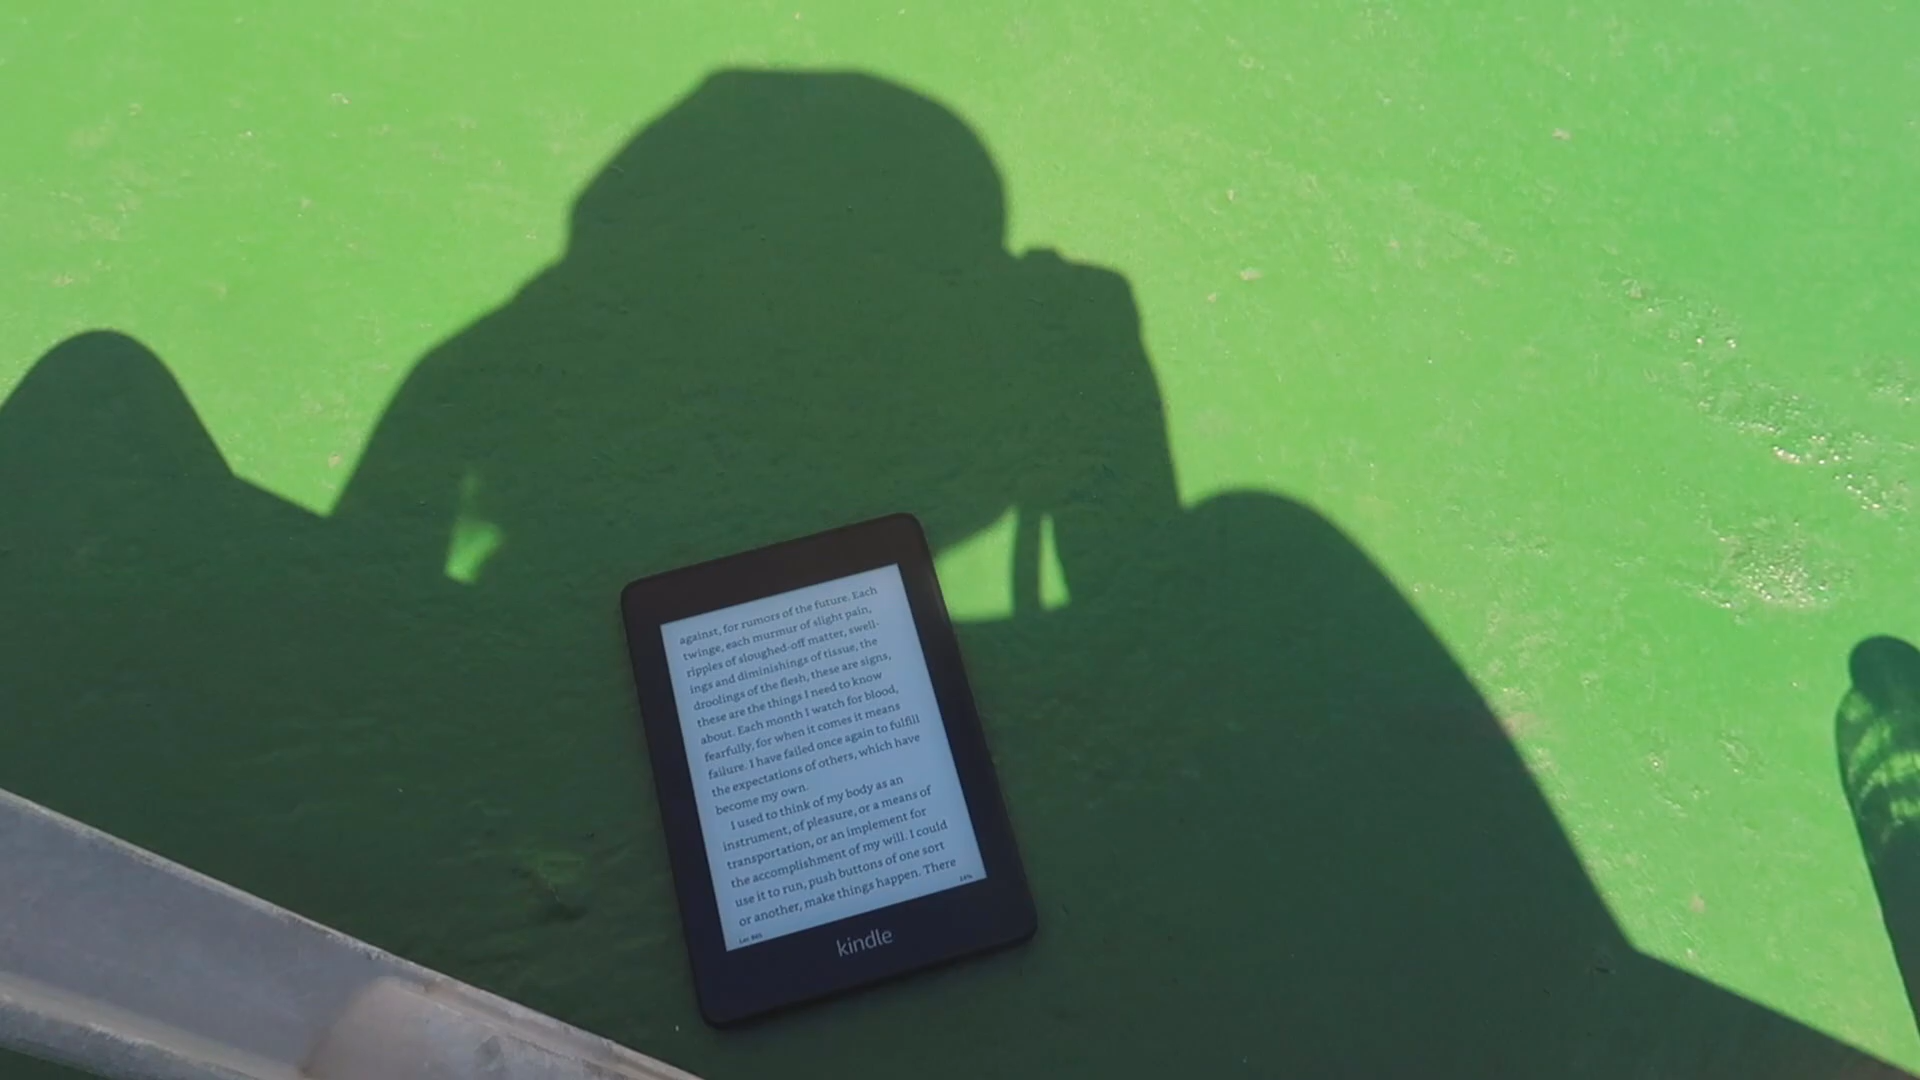 against, for rumors of the future. Each
twinge, each murmur of slight pain,
ripples of sloughed-off matter, swell-
ings and diminishings of tissue, the
droolings of the flesh, these are signs,
these are the things I need to know
about. Each month I watch for blood,
fearfully, for when it comes it means
failure. I have failed once again to fulfill
the expectations of others, which have
become my own.
I used to think of my body as an
instrument, of pleasure, or a means of
transportation, or an implement for
the accomplishment of my will. I could
use it to run, push buttons of one sort
or another, make things happen. There
kindle